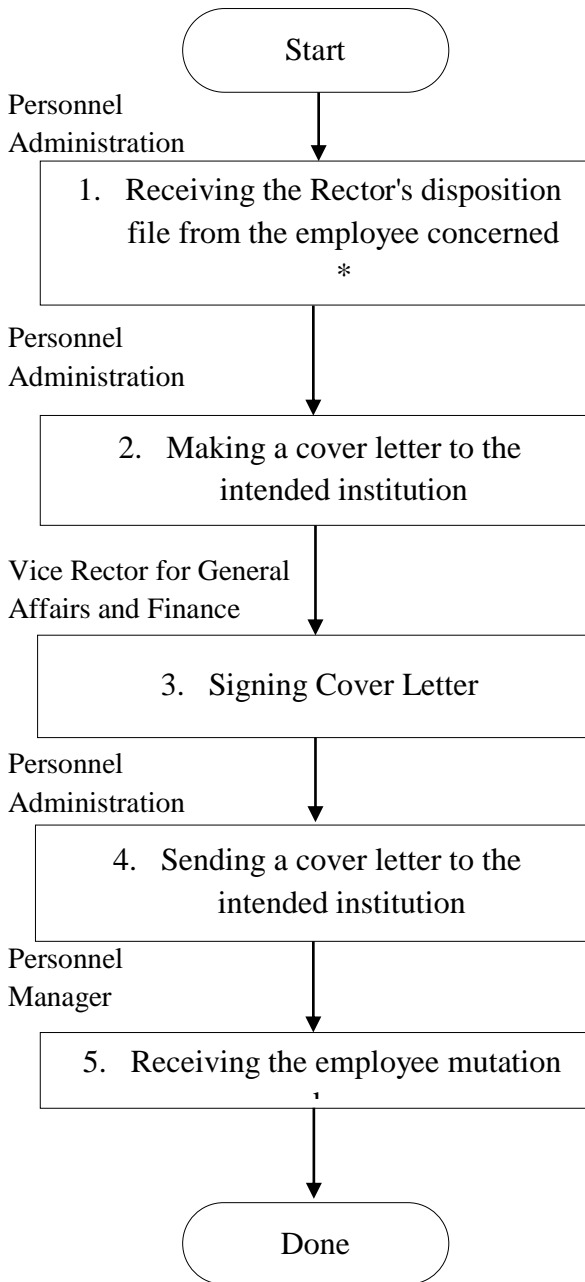 Start
Personnel
Administration
1. Receiving the Rector's disposition
file from the employee concerned
*
Personnel
Administration
2. Making a cover letter to the
intended institution
Vice Rector for General
Affairs and Finance
3. Signing Cover Letter
Personnel
Administration
4. Sending a cover letter to the
intended institution
Personnel
Manager
5. Receiving the employee mutation
Done